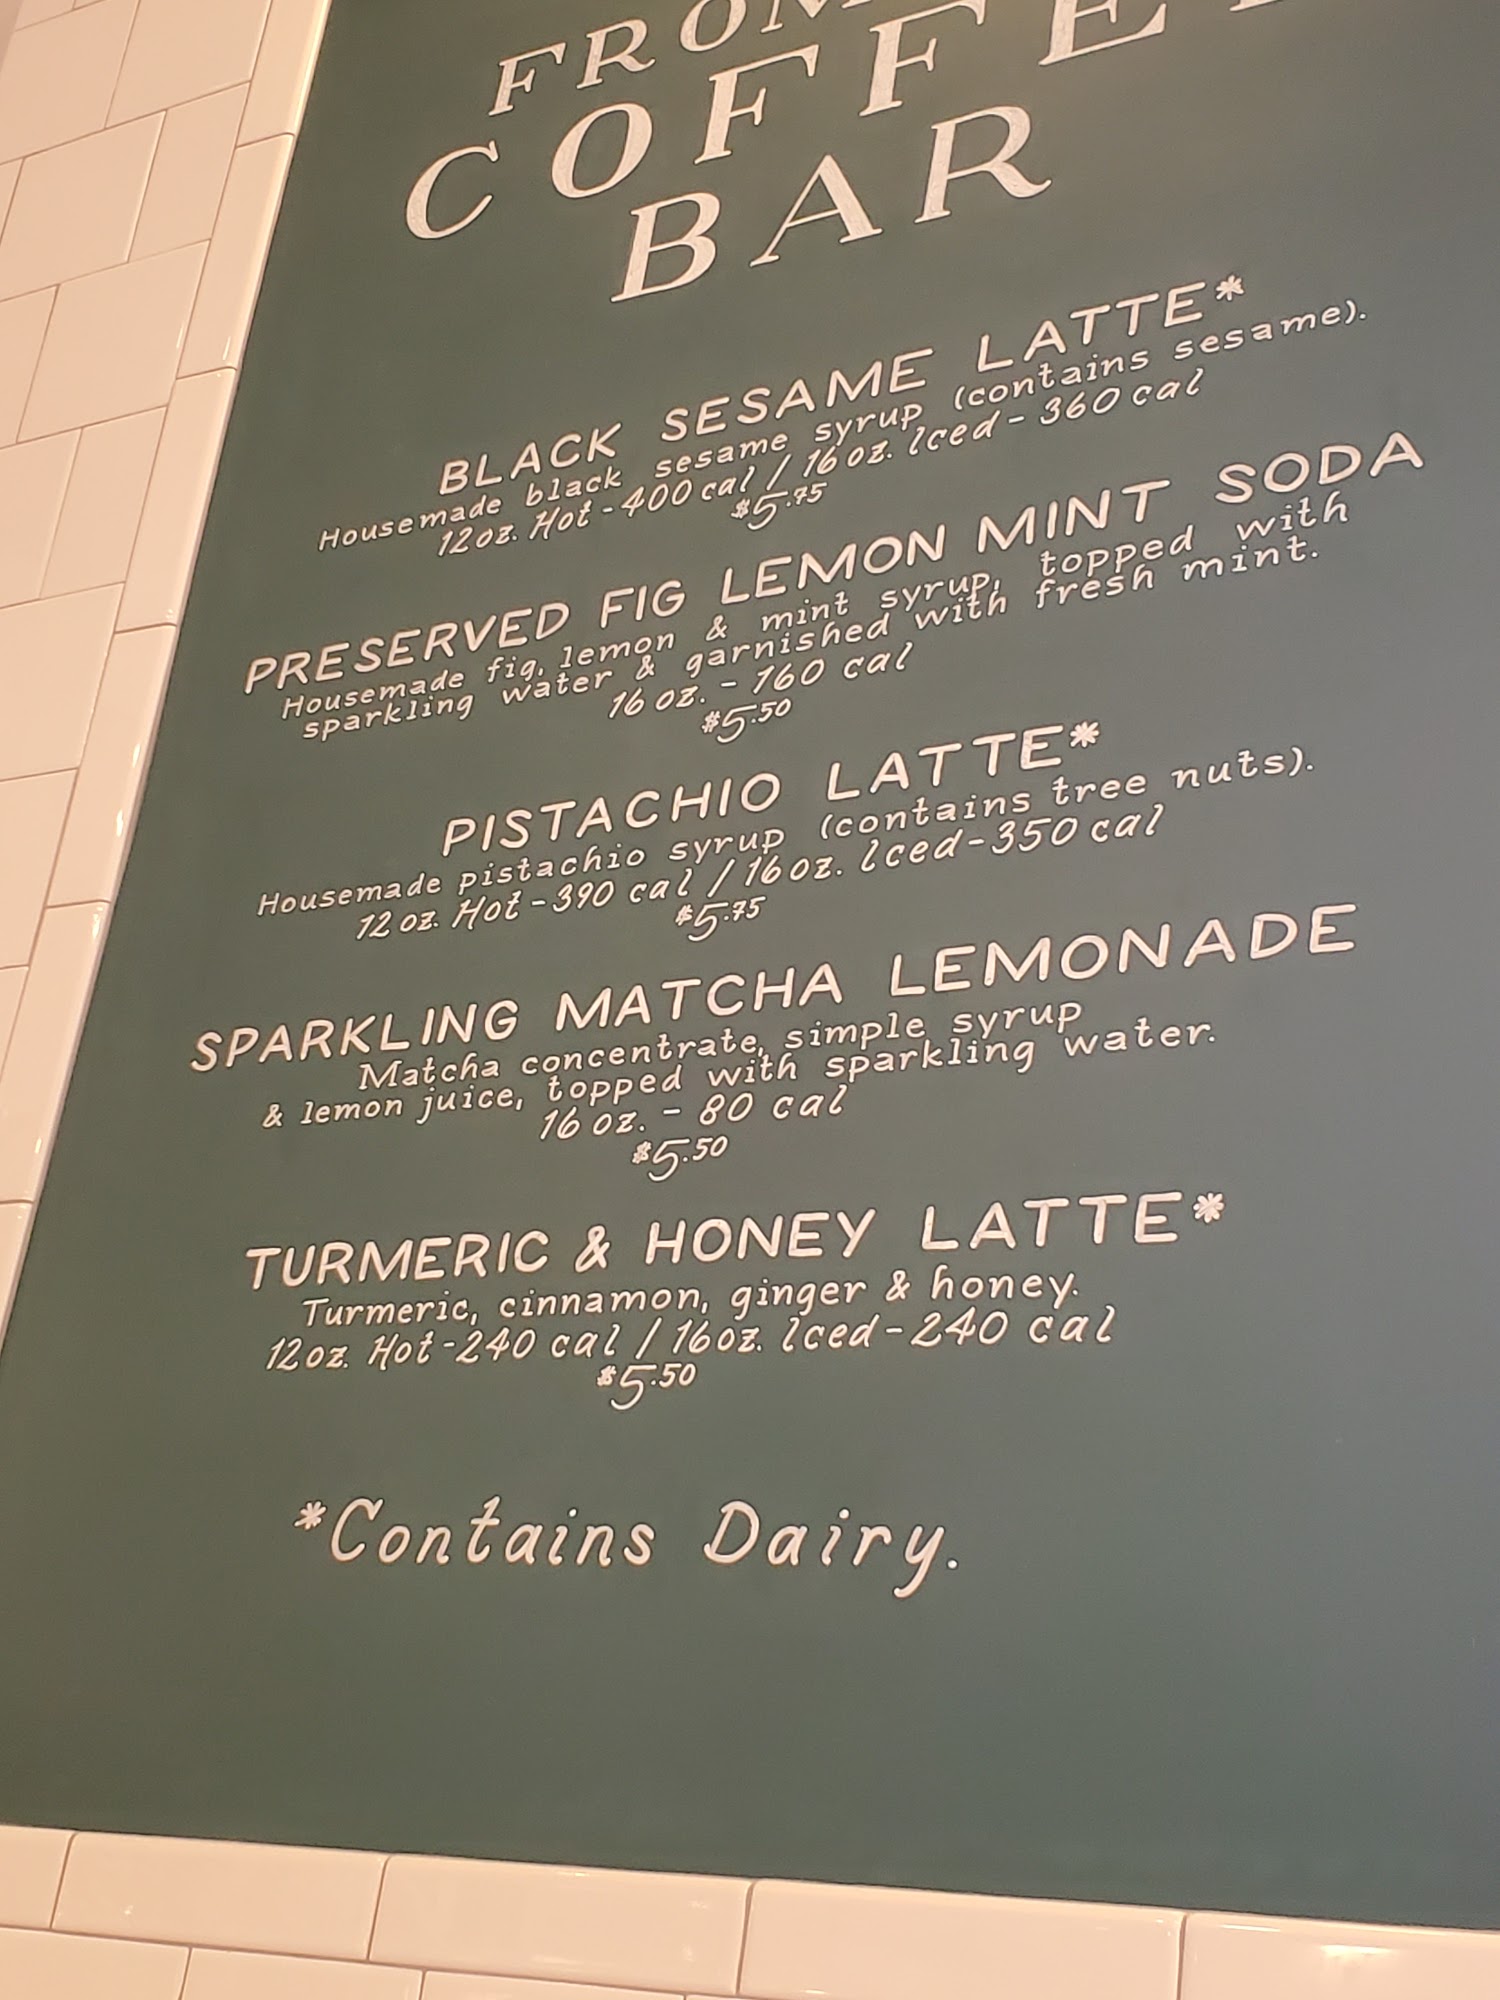 FROM
COFFEE
BAR
BLACK SESAME LATTE*
Housemade black sesame syrup (contains sesame).
12oz. Hot - 400 cal / 16oz. Iced - 360 cal
$5.75
PRESERVED FIG LEMON MINT SODA
Housemade fig, lemon & mint syrup, topped with
sparkling water & garnished with fresh mint.
16 oz. - 160 cal
$5.50
PISTACHIO LATTE*
Housemade pistachio syrup (contains tree nuts).
12 oz. Hot - 390 cal / 16oz. Iced - 350 cal
$5.75
SPARKLING MATCHA LEMONADE
Matcha concentrate, simple syrup
& lemon juice, topped with sparkling water.
16 oz. - 80 cal
$5.50
TURMERIC & HONEY LATTE*
Turmeric, cinnamon, ginger & honey.
12oz. Hot - 240 cal / 16oz. Iced - 240 cal
$5.50
*Contains Dairy.